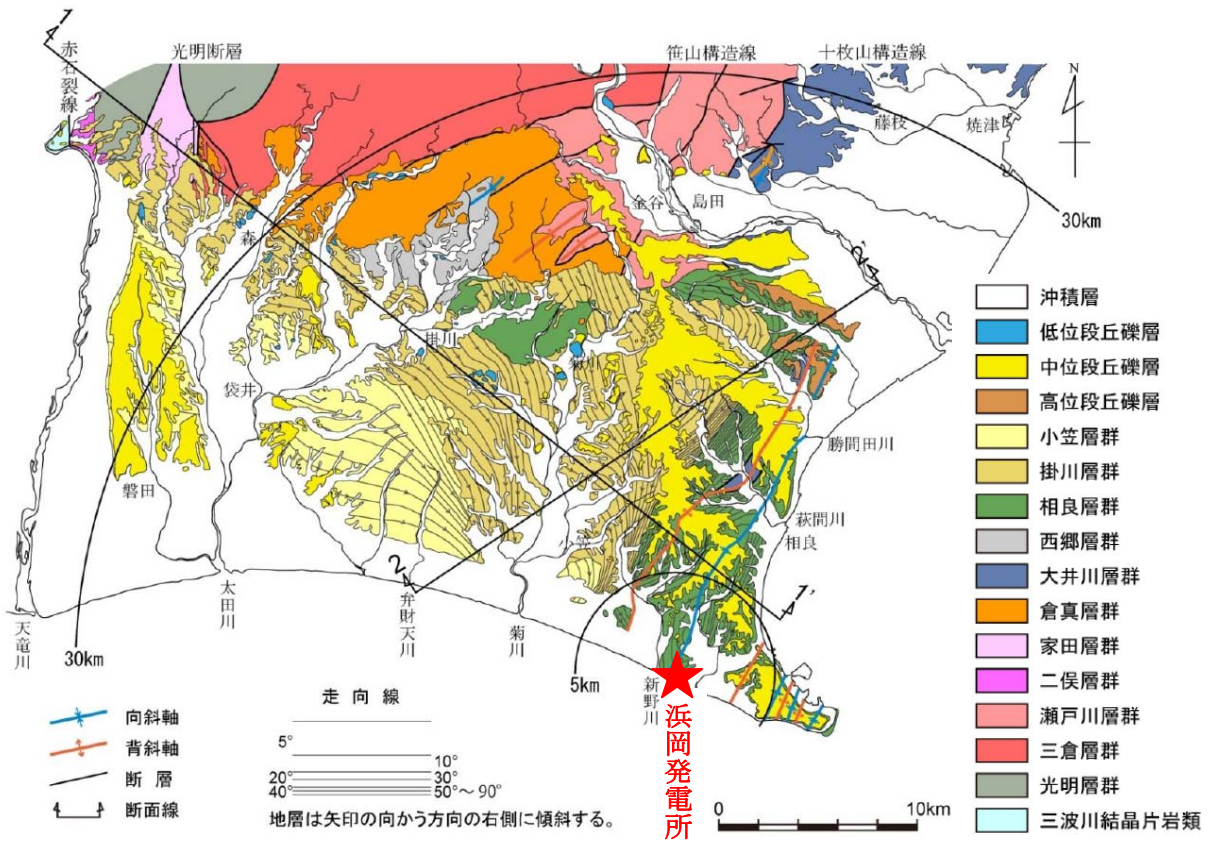 1
赤石裂線
光明断層
笹山構造線
十枚山構造線
N
藤枝
焼津
30km
金谷
島田
森
2'
掛川
袋井
磐田
勝間田川
萩間川
相良
小笠
1'
2
天竜川
30km
太田川
弁財天川
菊川
5km
新野川
浜岡発電所
沖積層
低位段丘礫層
中位段丘礫層
高位段丘礫層
小笠層群
掛川層群
相良層群
西郷層群
大井川層群
倉真層群
家田層群
二俣層群
瀬戸川層群
三倉層群
光明層群
三波川結晶片岩類
向斜軸
背斜軸
断層
断面線
走向線
5°
10°
20°
30°
40°
50°~90°
地層は矢印の向かう方向の右側に傾斜する。
0
10km